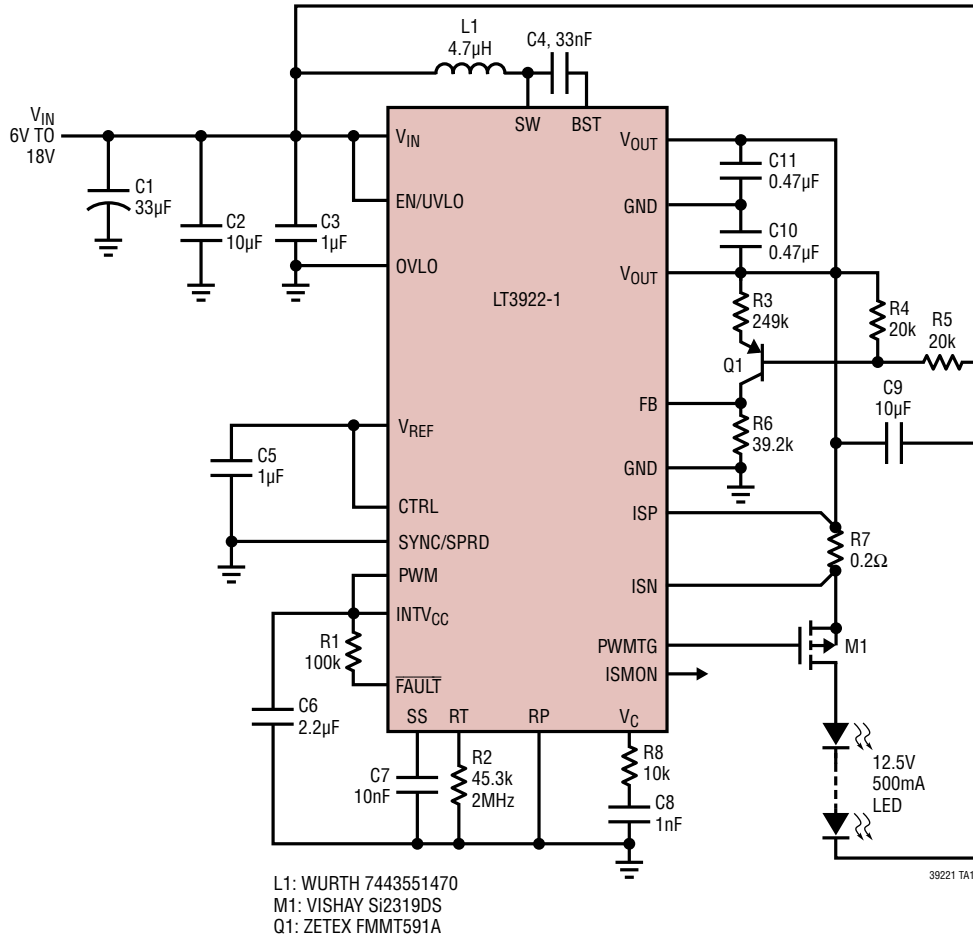 L1
4.7µH
C4, 33nF
V_IN
6V TO
18V
C1
33µF
C2
10µF
C3
1µF
SW
BST
V_IN
EN/UVLO
OVLO
LT3922-1
V_OUT
GND
V_OUT
C11
0.47µF
C10
0.47µF
R3
249k
R4
20k
R5
20k
Q1
FB
R6
39.2k
C9
10µF
GND
C5
1µF
V_REF
CTRL
SYNC/SPRD
PWM
INTV_CC
R1
100k
FAULT
C6
2.2µF
ISP
R7
0.2Ω
ISN
PWMTG
M1
ISMON
SS
RT
RP
V_C
C7
10nF
R2
45.3k
2MHz
R8
10k
C8
1nF
12.5V
500mA
LED
39221 TA1
L1: WURTH 7443551470
M1: VISHAY Si2319DS
Q1: ZETEX FMMT591A